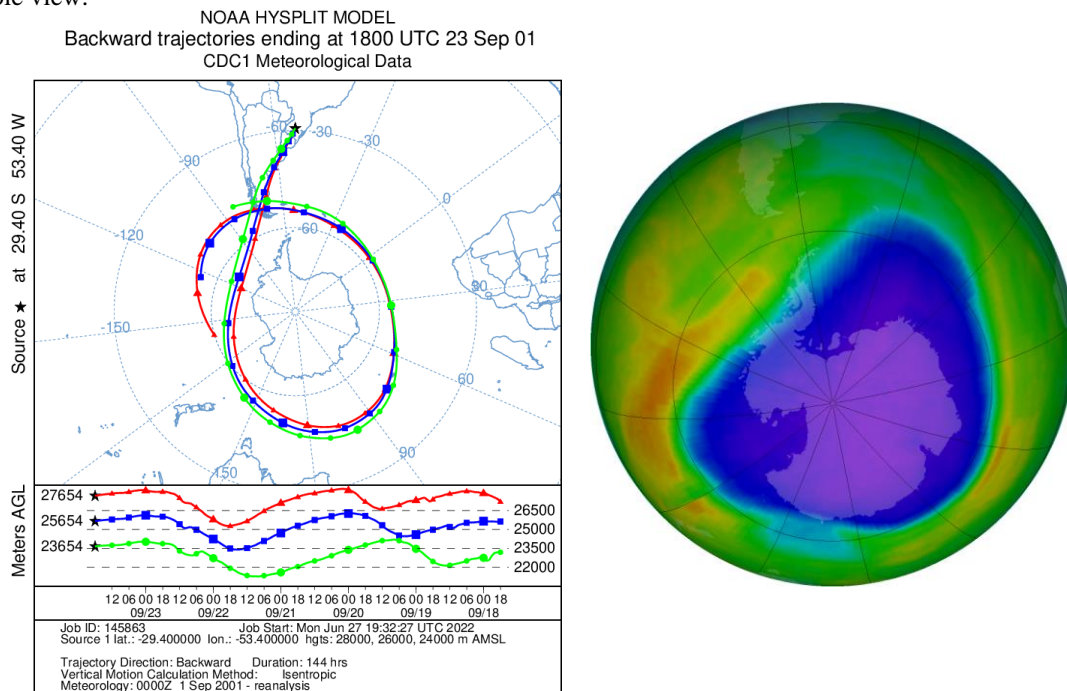 ble view.
NOAA HYSPLIT MODEL
Backward trajectories ending at 1800 UTC 23 Sep 01
CDC1 Meteorological Data
Source ★ at 29.40 S 53.40 W
-30
-30
-90
0
-120
-60
30
-150
60
90
150
Meters AGL
27654
25654
23654
26500
25000
23500
22000
12 06 00 18 12 06 00 18 12 06 00 18 12 06 00 18 12 06 00 18 12 06 00 18
09/23 09/22 09/21 09/20 09/19 09/18
Job ID: 145863 Job Start: Mon Jun 27 19:32:27 UTC 2022
Source 1 lat.: -29.400000 lon.: -53.400000 hgts: 28000, 26000, 24000 m AMSL
Trajectory Direction: Backward Duration: 144 hrs
Vertical Motion Calculation Method: Isentropic
Meteorology: 0000Z 1 Sep 2001 - reanalysis